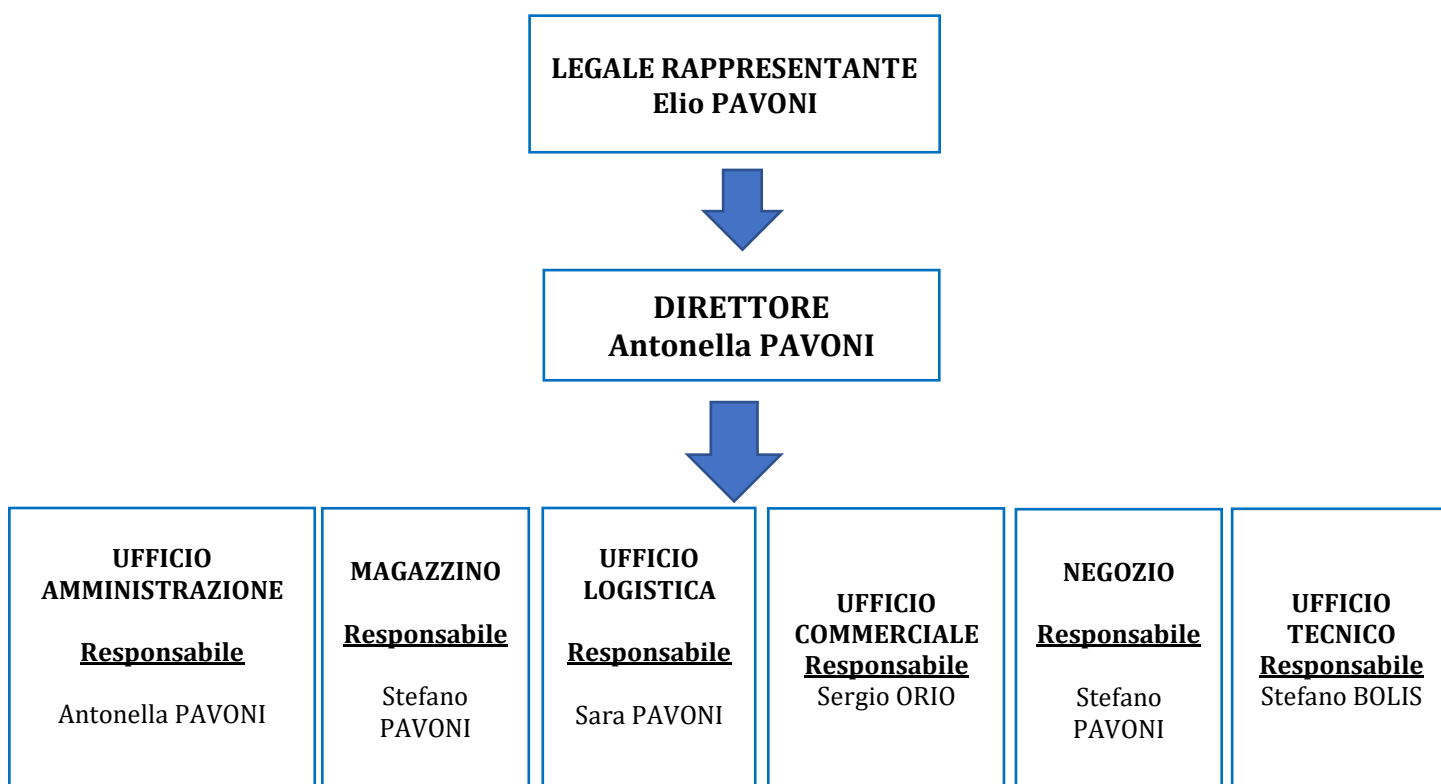 LEGALE RAPPRESENTANTE
Elio PAVONI
DIRETTORE
Antonella PAVONI
UFFICIO
AMMINISTRAZIONE
Responsabile
Antonella PAVONI
MAGAZZINO
Responsabile
Stefano
PAVONI
UFFICIO
LOGISTICA
Responsabile
Sara PAVONI
UFFICIO
COMMERCIALE
Responsabile
Sergio ORIO
NEGOZIO
Responsabile
Stefano
PAVONI
UFFICIO
TECNICO
Responsabile
Stefano BOLIS